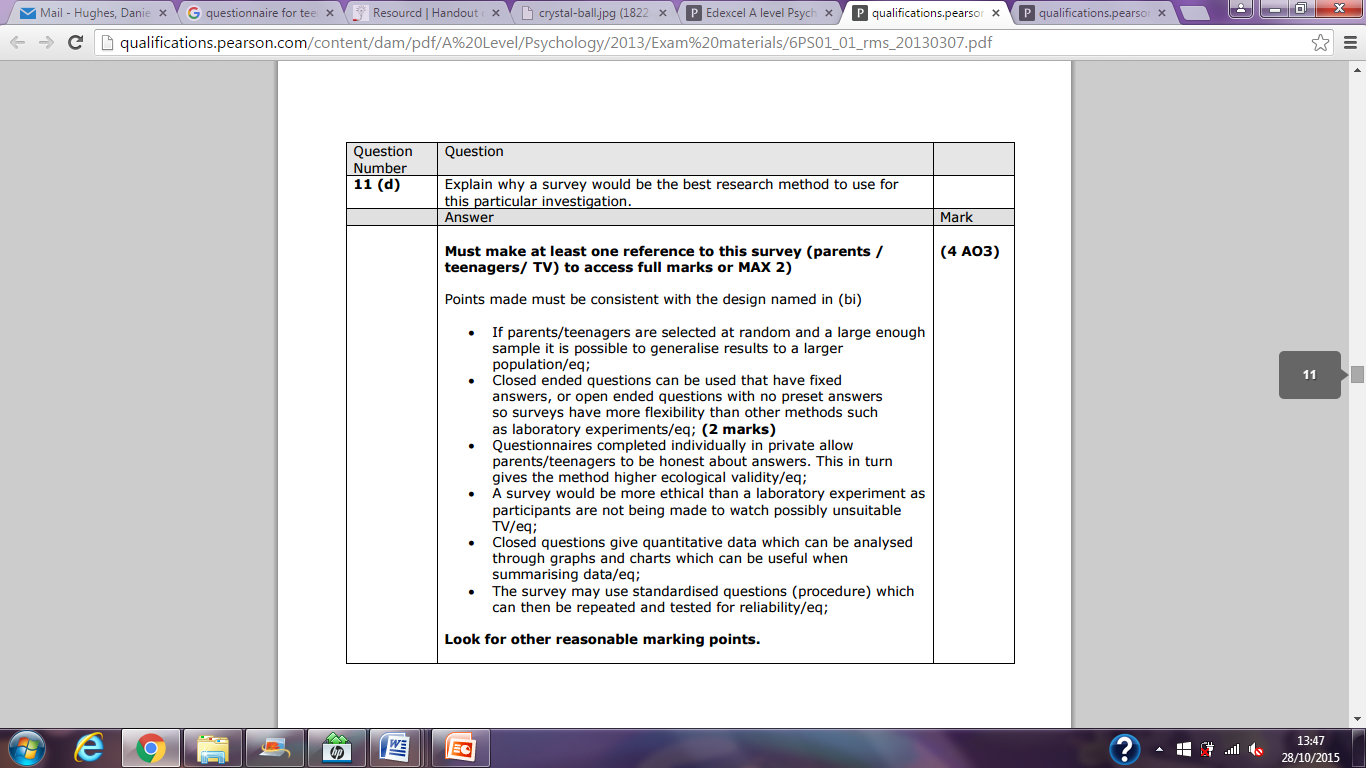 Mail - Hughes, Danie
questionnaire for tee
Resourcd | Handout
crystal-ball.jpg (1822
Edexcel A level Psych
qualifications.pearson
qualifications.pearson
qualifications.pearson.com/content/dam/pdf/A%20Level/Psychology/2013/Exam%20materials/6PS01_01_rms_20130307.pdf
Question Number
Question
11 (d)
Explain why a survey would be the best research method to use for
this particular investigation.
Answer
Mark
Must make at least one reference to this survey (parents /
teenagers/ TV) to access full marks or MAX 2)
(4 AO3)
Points made must be consistent with the design named in (bi)
• If parents/teenagers are selected at random and a large enough
sample it is possible to generalise results to a larger
population/eq;
• Closed ended questions can be used that have fixed
answers, or open ended questions with no preset answers
so surveys have more flexibility than other methods such
as laboratory experiments/eq; (2 marks)
• Questionnaires completed individually in private allow
parents/teenagers to be honest about answers. This in turn
gives the method higher ecological validity/eq;
• A survey would be more ethical than a laboratory experiment as
participants are not being made to watch possibly unsuitable
TV/eq;
• Closed questions give quantitative data which can be analysed
through graphs and charts which can be useful when
summarising data/eq;
• The survey may use standardised questions (procedure) which
can then be repeated and tested for reliability/eq;
Look for other reasonable marking points.
11
13:47
28/10/2015